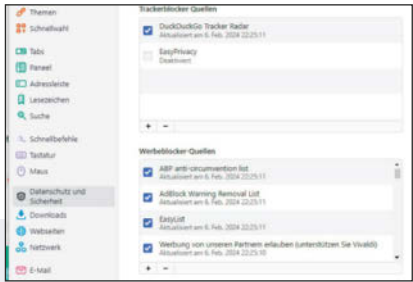 Themen
Schnellwahl
Tabs
Paneel
Adressleiste
Lesezeichen
Suche
Schnellbefehle
Tastatur
Maus
Datenschutz und
Sicherheit
Downloads
Webseiten
Netzwerk
E-Mail
Trackerblocker Quellen
DuckDuckGo Tracker Radar
Aktualisiert am 6. Feb. 2024 22:25:11
EasyPrivacy
Deaktiviert
+ −
Werbeblocker-Quellen
ABP anti-circumvention list
Aktualisiert am 6. Feb. 2024 22:25:11
AdBlock Warning Removal List
Aktualisiert am 6. Feb. 2024 22:25:11
EasyList
Aktualisiert am 6. Feb. 2024 22:25:11
Werbung von unseren Partnern erlauben (unterstützen Sie Vivaldi)
Aktualisiert am 6. Feb. 2024 22:25:10
+ −